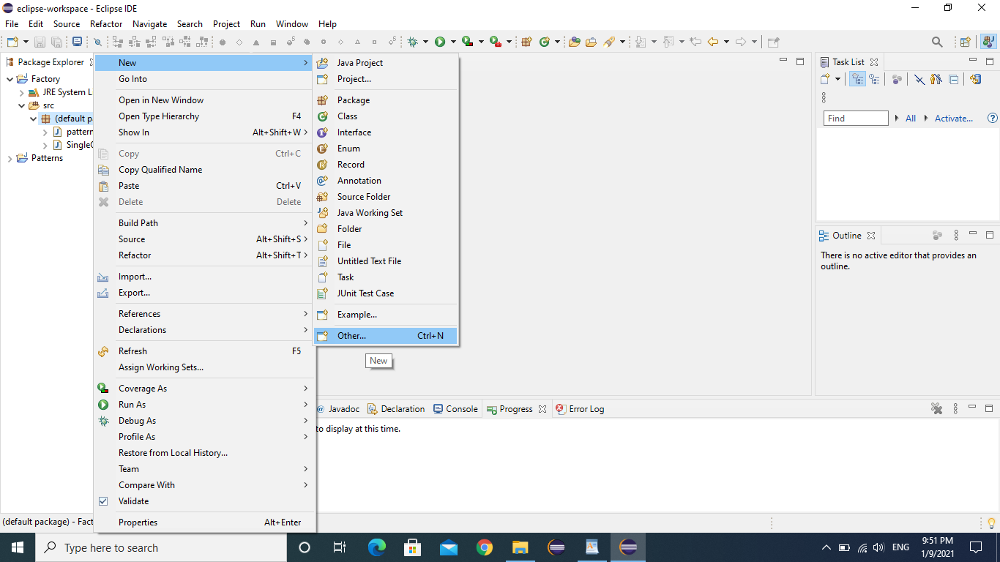 eclipse-workspace - Eclipse IDE
File Edit Source Refactor Navigate Search Project Run Window Help
Package Explorer
Factory
JRE System L
src
(default p
pattern
Single
Patterns
New
Go Into
Open in New Window
Open Type Hierarchy F4
Show In Alt+Shift+W >
Copy Ctrl+C
Copy Qualified Name
Paste Ctrl+V
Delete Delete
Build Path >
Source Alt+Shift+S >
Refactor Alt+Shift+T >
Import...
Export...
References >
Declarations >
Refresh F5
Assign Working Sets...
Coverage As >
Run As >
Debug As >
Profile As >
Restore from Local History...
Team >
Compare With >
Validate
Properties Alt+Enter
Java Project
Project...
Package
Class
Interface
Enum
Record
Annotation
Source Folder
Java Working Set
Folder
File
Untitled Text File
Task
JUnit Test Case
Example...
Other... Ctrl+N
New
Task List
Find All Activate...
Outline
There is no active editor that provides an
outline.
@ Javadoc Declaration Console Progress Error Log
to display at this time.
(default package) - Fact
Type here to search
ENG
9:51 PM
1/9/2021